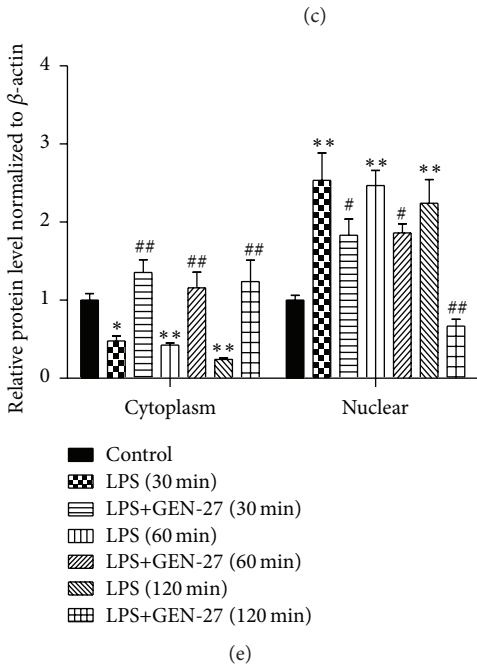 (c)
Relative protein level normalized to β-actin
4
3
2
1
0
*
##
**
##
**
##
**
#
**
#
**
##
Cytoplasm Nuclear
Control
LPS (30 min)
LPS+GEN-27 (30 min)
LPS (60 min)
LPS+GEN-27 (60 min)
LPS (120 min)
LPS+GEN-27 (120 min)
(e)